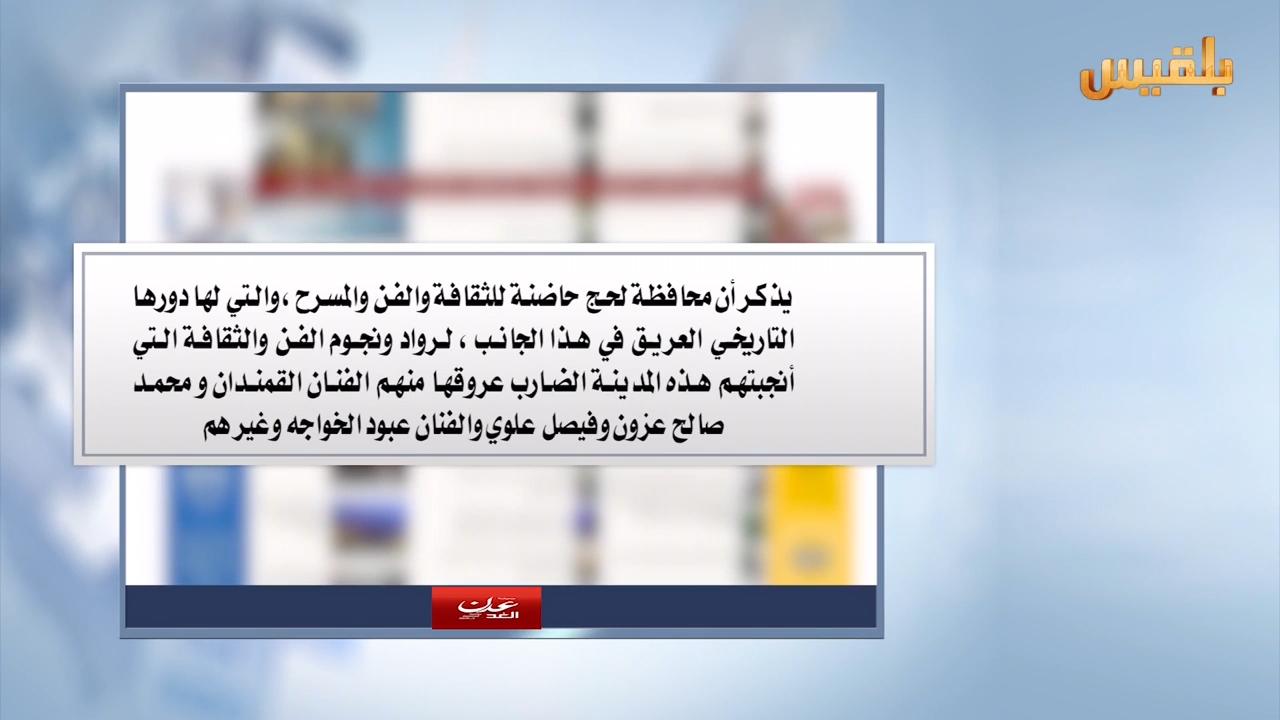 بلقيس
يذكر أن محافظة لحج حاضنة للثقافة والفن والمسرح ،والتي لها دورها
التاريخي العريق في هذا الجانب ، لرواد ونجوم الفن والثقافة التي
أنجبتهم هذه المدينة الضارب عروقها منهم الفنان القمندان و محمد
صالح عزون وفيصل علوي والفنان عبود الخواجه وغيرهم
عدن
الغد